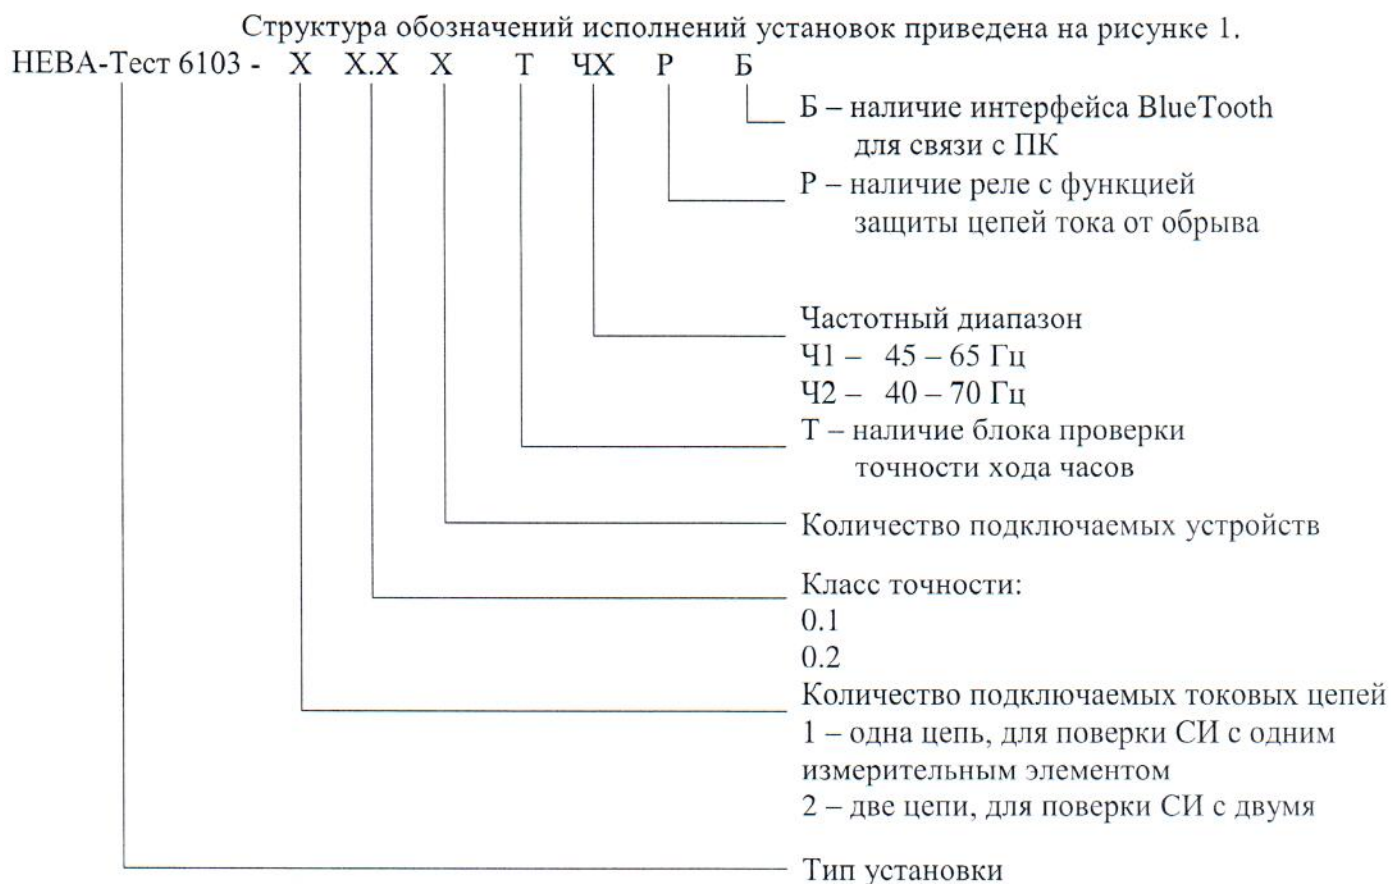 Структура обозначений исполнений установок приведена на рисунке 1.
НЕВА-Тест 6103 - Х Х.Х Х Т ЧХ Р Б
Б – наличие интерфейса BlueTooth
для связи с ПК
Р – наличие реле с функцией
защиты цепей тока от обрыва
Частотный диапазон
Ч1 – 45 – 65 Гц
Ч2 – 40 – 70 Гц
Т – наличие блока проверки
точности хода часов
Количество подключаемых устройств
Класс точности:
0.1
0.2
Количество подключаемых токовых цепей
1 – одна цепь, для поверки СИ с одним
измерительным элементом
2 – две цепи, для поверки СИ с двумя
Тип установки